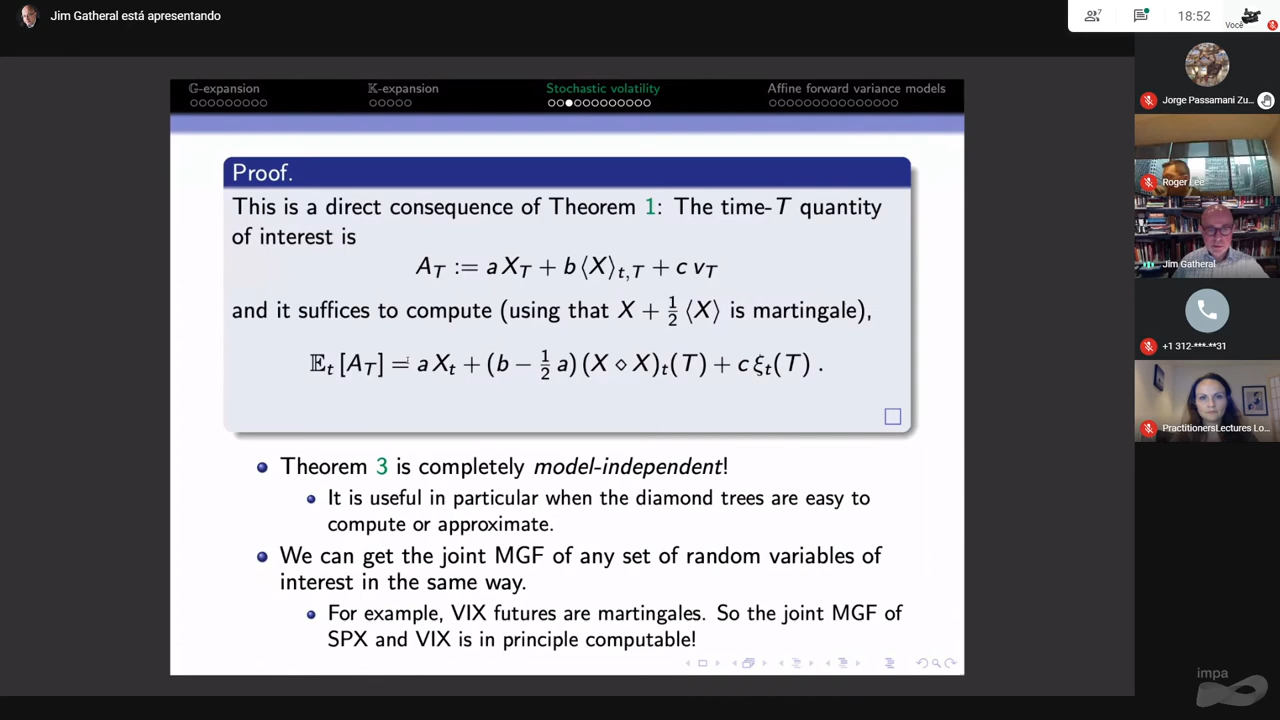 Jim Gatheral está apresentando
7
18:52
Você
G-expansion
K-expansion
Stochastic volatility
Affine forward variance models
Proof.
This is a direct consequence of Theorem 1: The time-T quantity
of interest is
A_T := a X_T + b ⟨X⟩_{t,T} + c v_T
and it suffices to compute (using that X + ½ ⟨X⟩ is martingale),
𝔼_t [A_T] = a X_t + (b − ½ a) (X ⋄ X)_t(T) + c ξ_t(T) .
Theorem 3 is completely model-independent!
It is useful in particular when the diamond trees are easy to
compute or approximate.
We can get the joint MGF of any set of random variables of
interest in the same way.
For example, VIX futures are martingales. So the joint MGF of
SPX and VIX is in principle computable!
Jorge Passamani Zu...
Roger Lee
Jim Gatheral
+1 312-***-**31
PractitionersLectures Lo...
impa